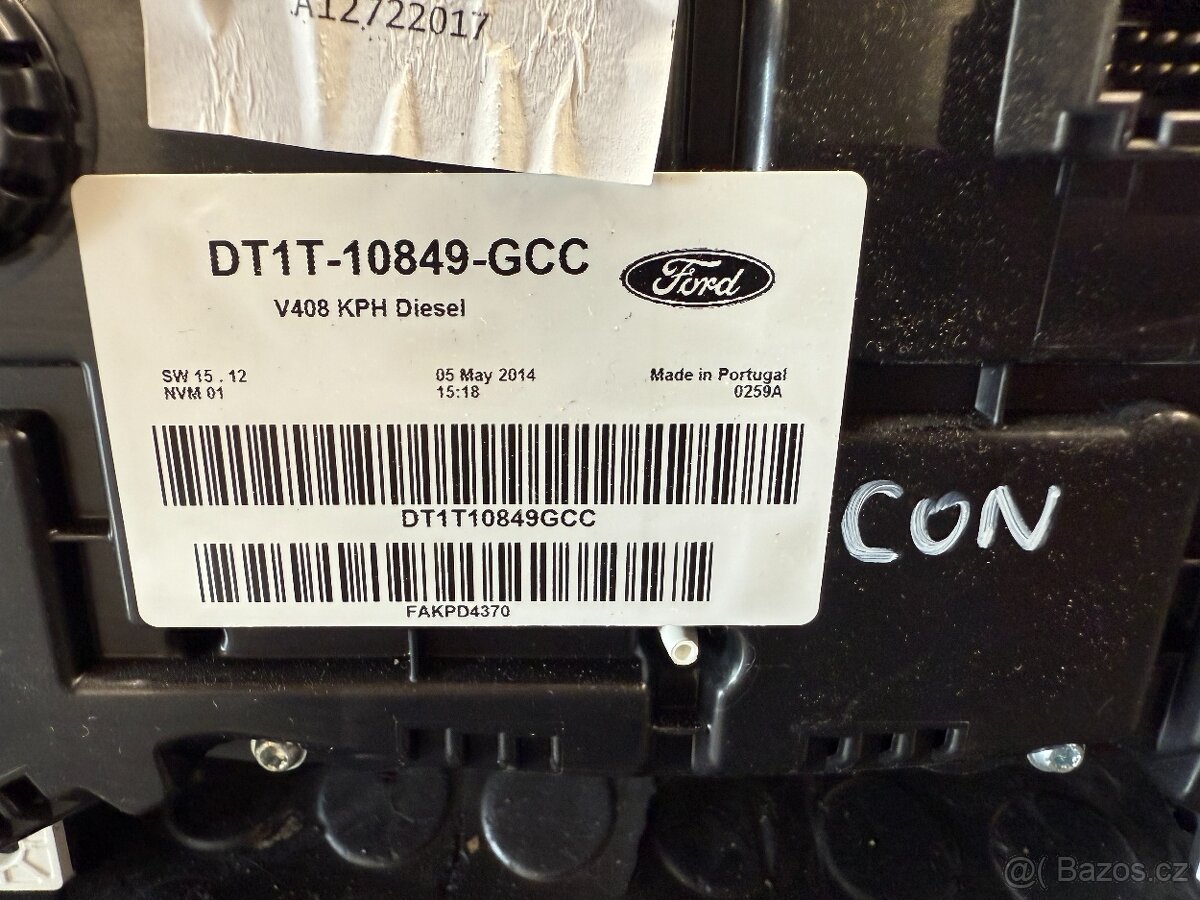 A12722017
DT1T-10849-GCC
Ford
V408 KPH Diesel
SW 15 . 12 05 May 2014 Made in Portugal
NVM 01 15:18 0259A
DT1T10849GCC
CON
FAKPD4370
@( Bazos.cz